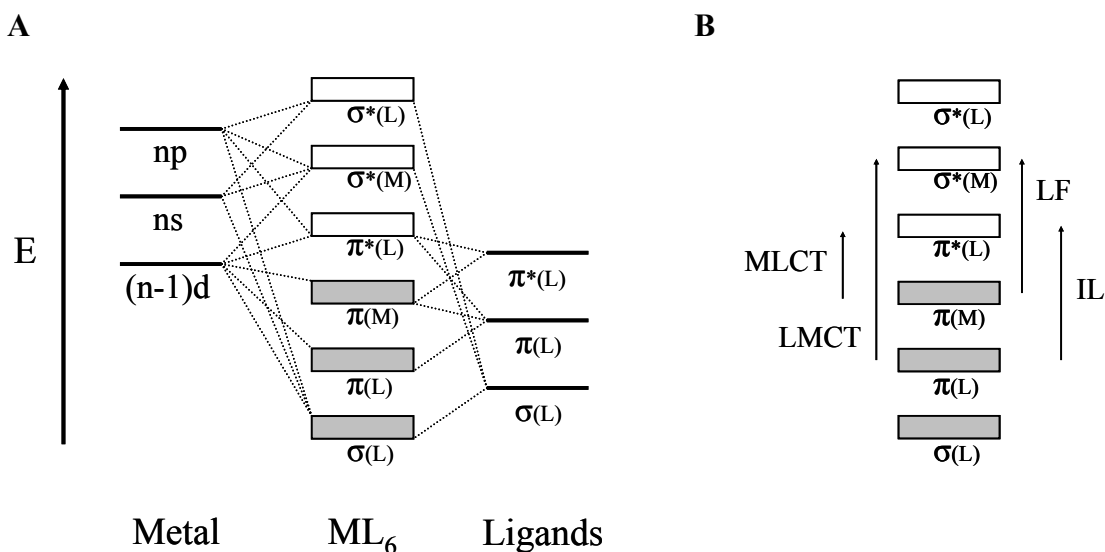 A
E
np
ns
(n-1)d
σ*(L)
σ*(M)
π*(L)
π(M)
π(L)
σ(L)
π*(L)
π(L)
σ(L)
Metal
ML6
Ligands
B
σ*(L)
σ*(M)
π*(L)
π(M)
π(L)
σ(L)
MLCT
LMCT
LF
IL